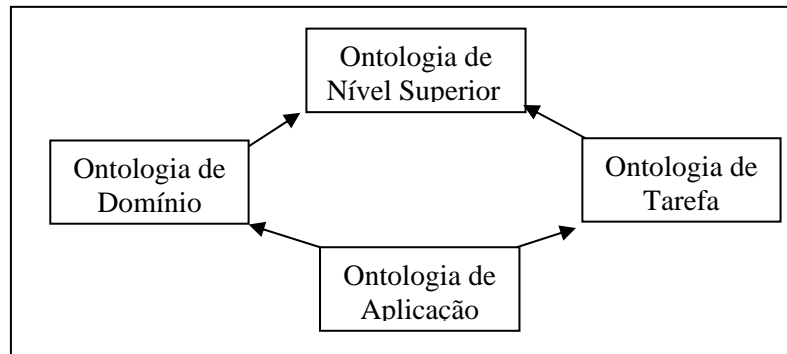 Ontologia de
Nível Superior
Ontologia de
Domínio
Ontologia de
Tarefa
Ontologia de
Aplicação